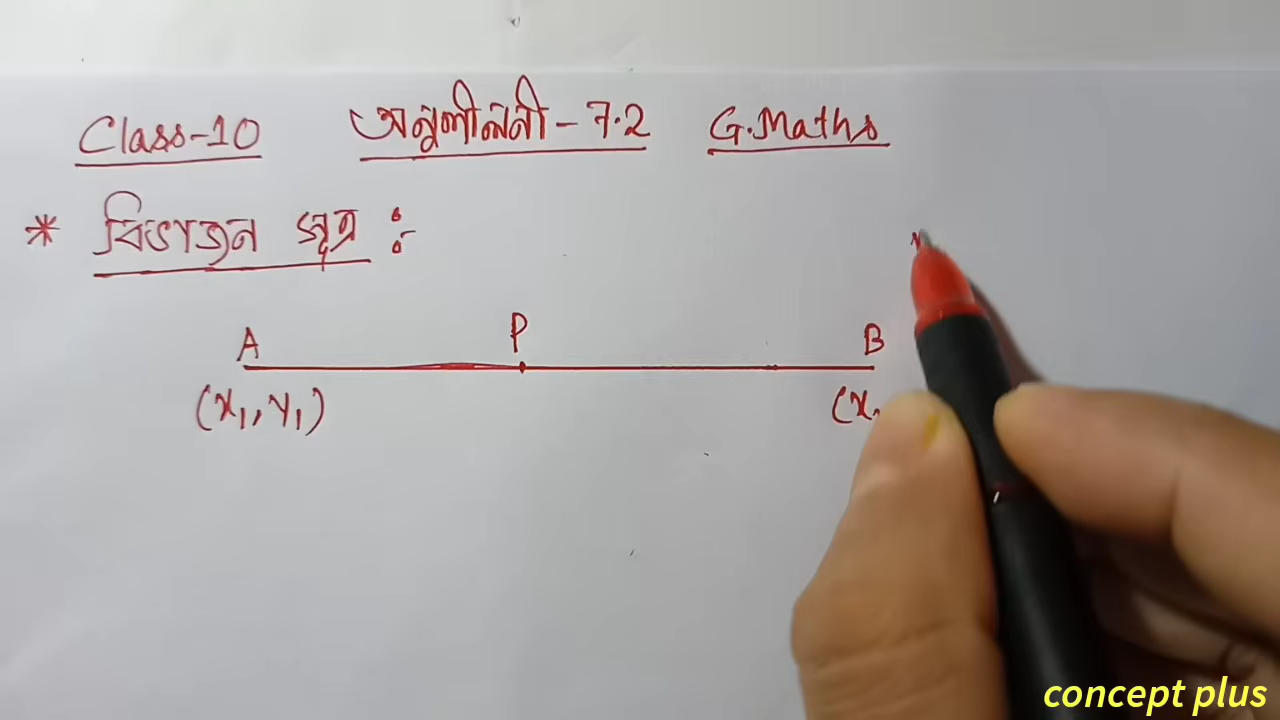 Class-10 অনুশীলনী-7.2 G.Maths
* বিভাজন সূত্র :
A P B
(x₁, y₁) (x
concept plus